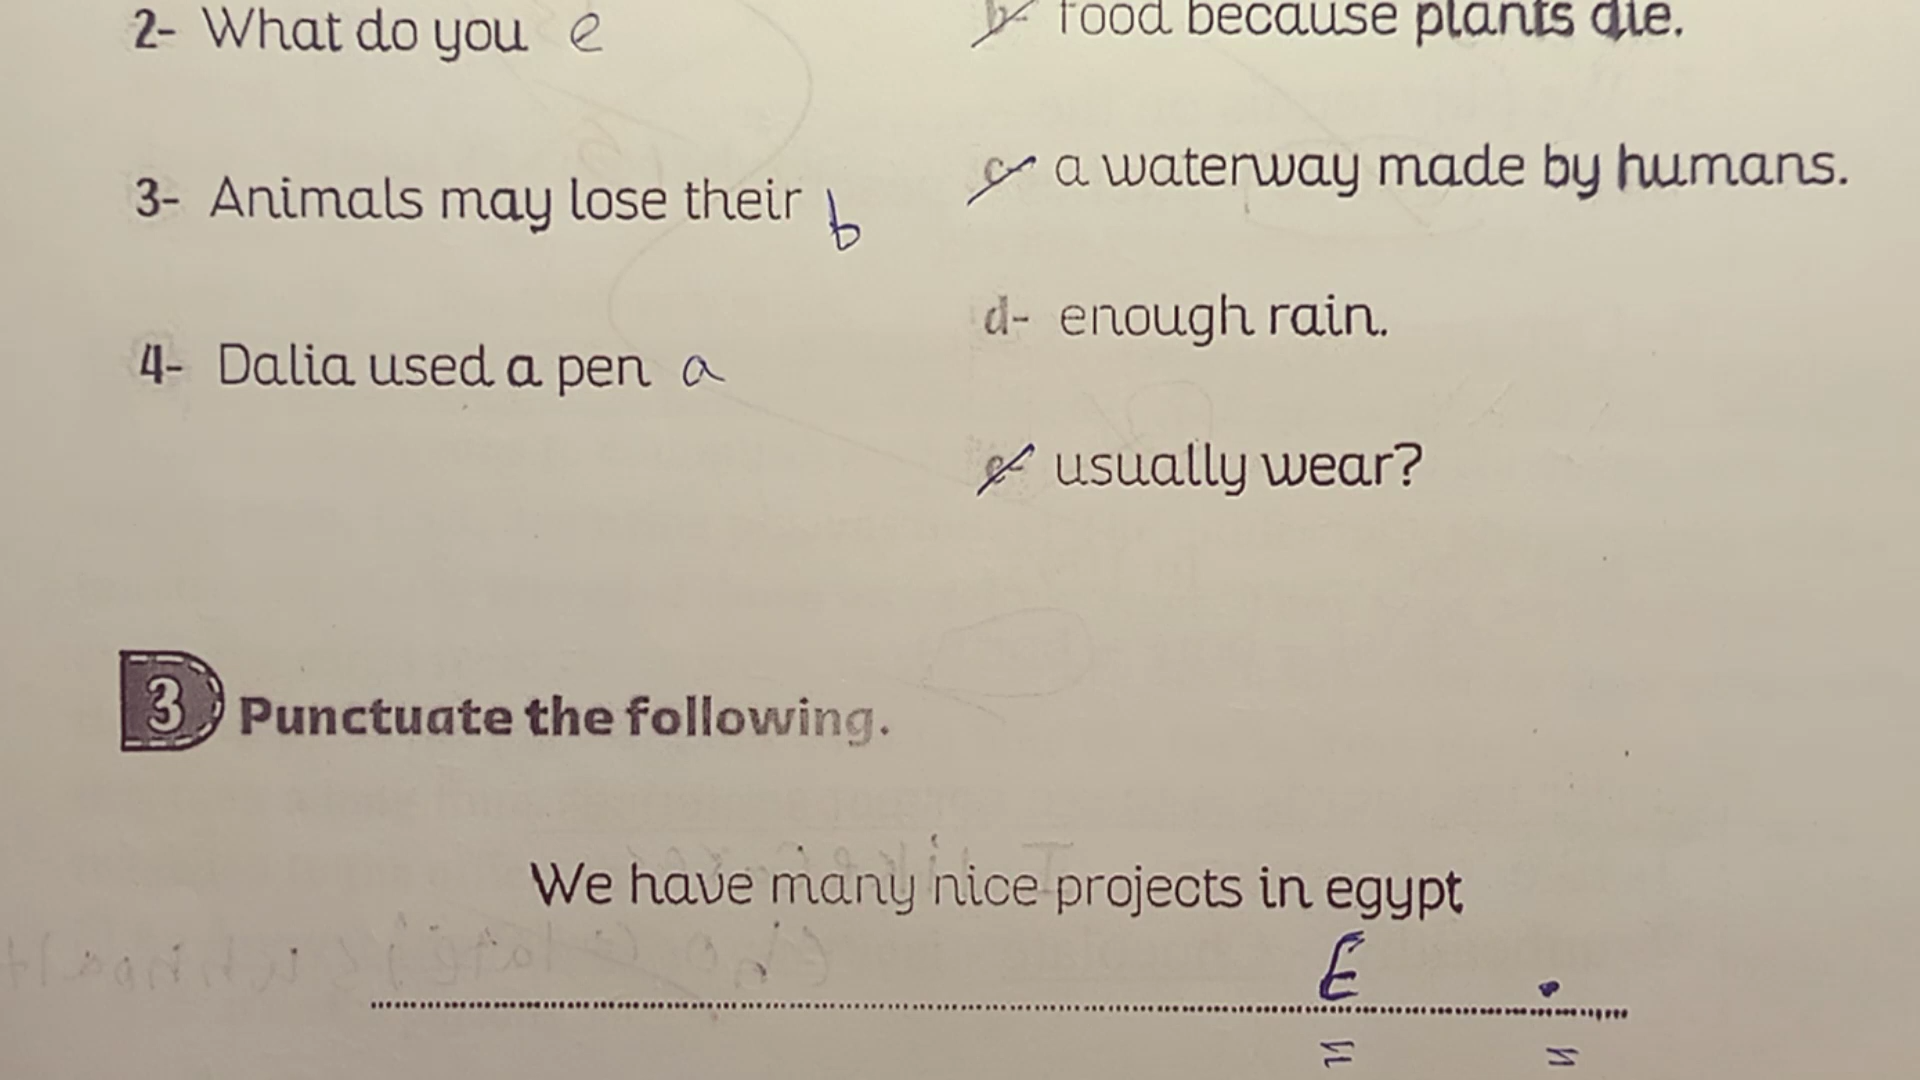 2- What do you e
b- food because plants die.
3- Animals may lose their b
c- a waterway made by humans.
d- enough rain.
4- Dalia used a pen a
e- usually wear?
3 Punctuate the following.
We have many nice projects in egypt
E .
= =